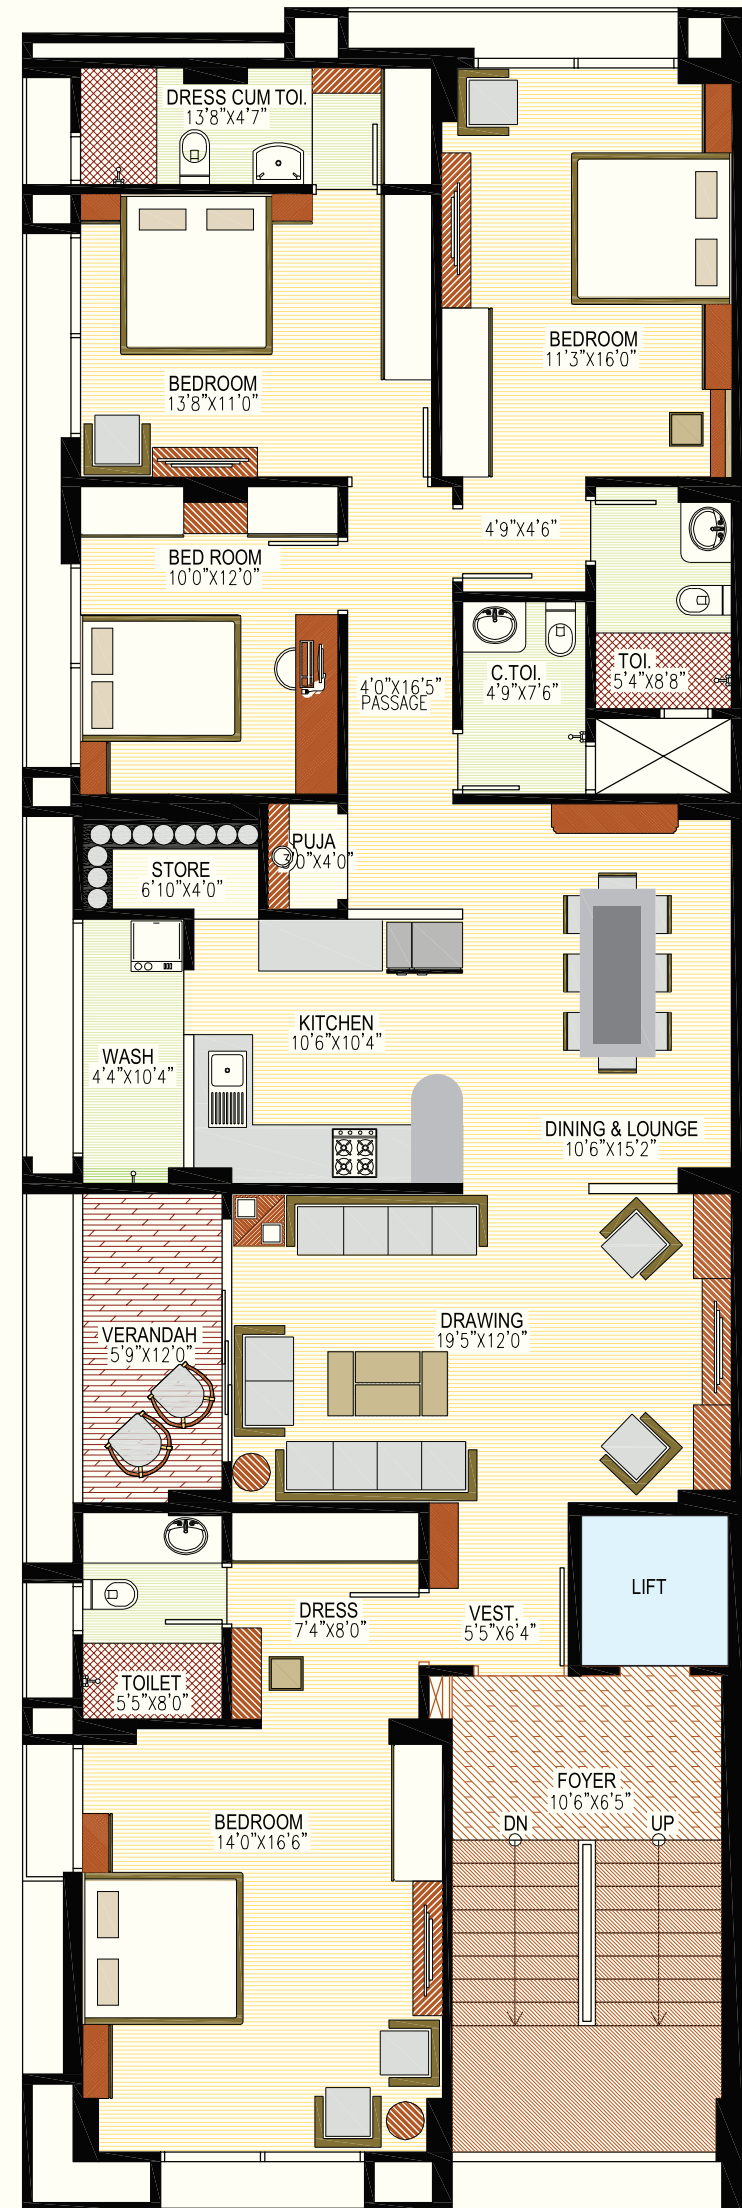 DRESS CUM TOI.
13'8"X4'7"
BEDROOM
11'3"X16'0"
BEDROOM
13'8"X11'0"
4'9"X4'6"
BED ROOM
10'0"X12'0"
TOI.
5'4"X8'8"
C.TOI.
4'9"X7'6"
4'0"X16'5"
PASSAGE
PUJA
3'0"X4'0"
STORE
6'10"X4'0"
KITCHEN
10'6"X10'4"
WASH
4'4"X10'4"
DINING & LOUNGE
10'6"X15'2"
DRAWING
19'5"X12'0"
VERANDAH
5'9"X12'0"
LIFT
DRESS
7'4"X8'0"
VEST.
5'5"X6'4"
TOILET
5'5"X8'0"
FOYER
10'6"X6'5"
BEDROOM
14'0"X16'6"
DN
UP